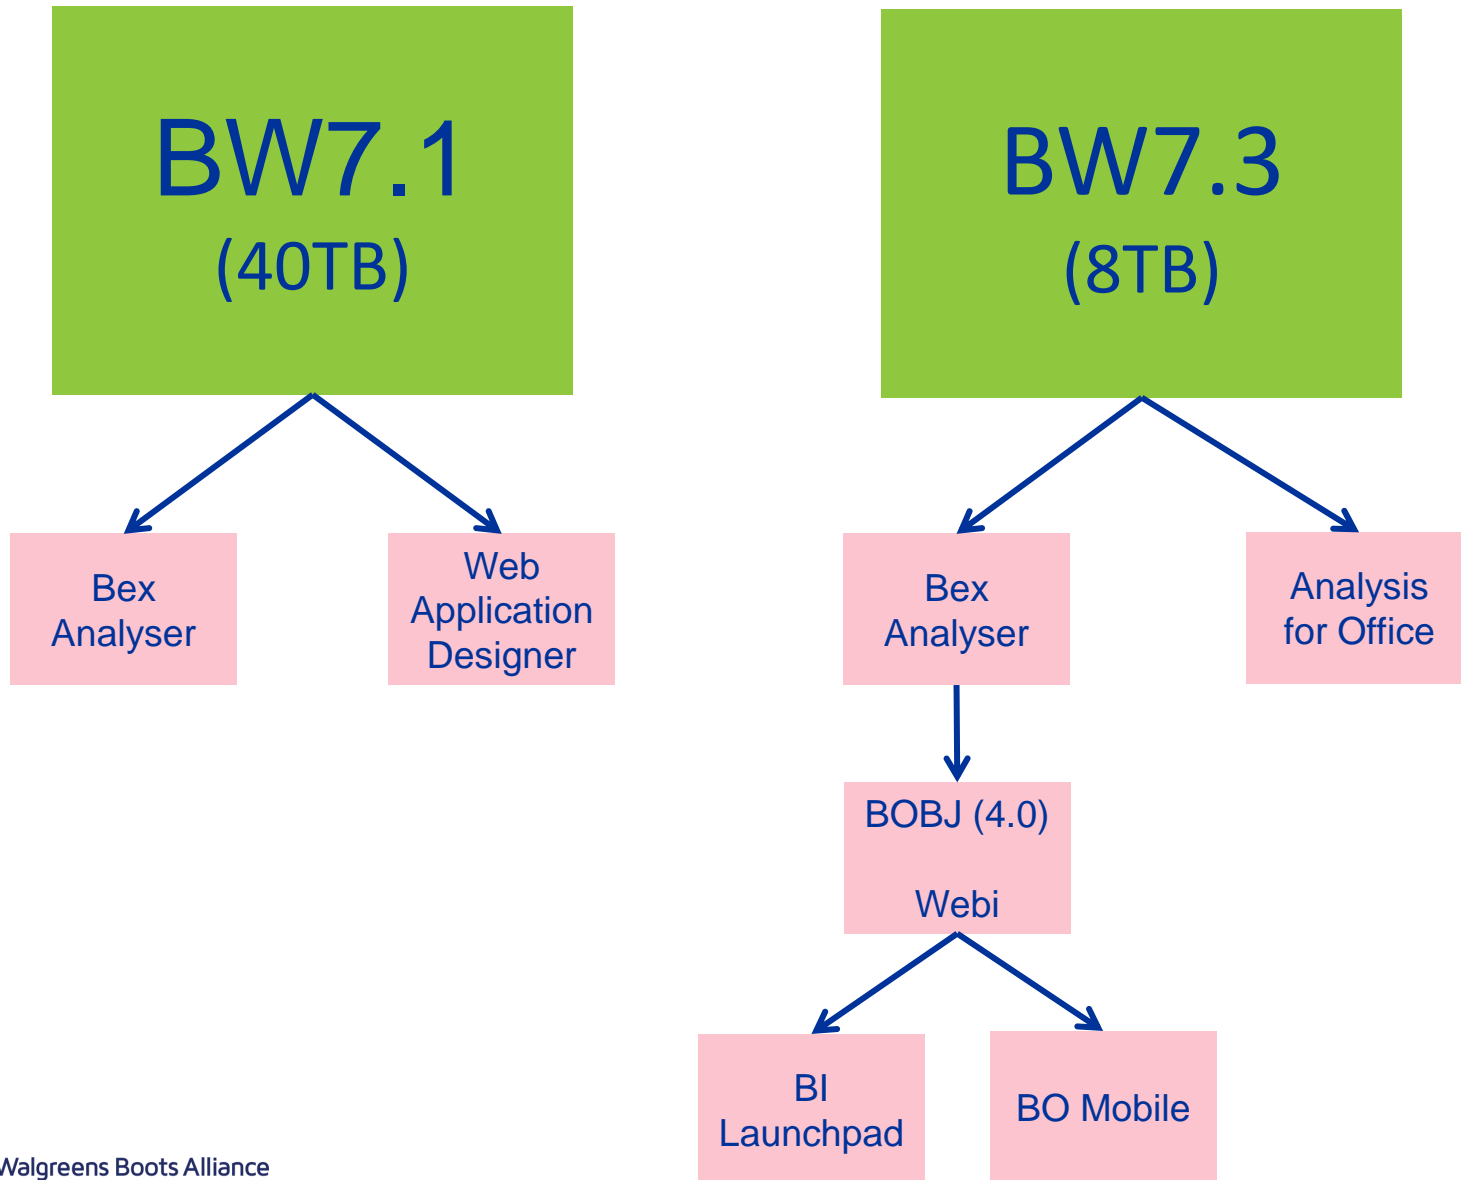 BW7.1
(40TB)
BW7.3
(8TB)
Bex
Analyser
Web
Application
Designer
Bex
Analyser
Analysis
for Office
BOBJ (4.0)
Webi
BI
Launchpad
BO Mobile
Walgreens Boots Alliance